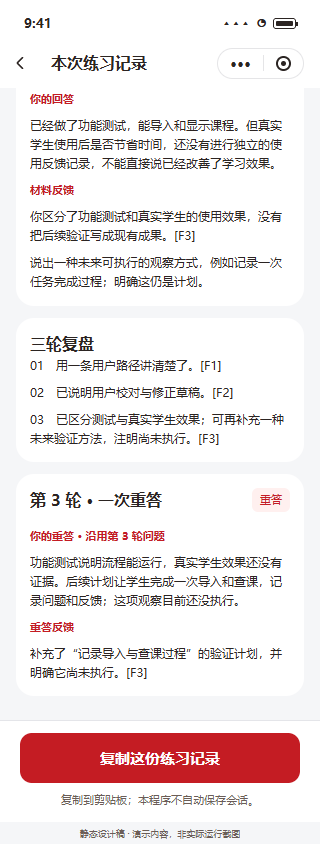 9:41
本次练习记录
你的回答
已经做了功能测试，能导入和显示课程。但真实
学生使用后是否节省时间，还没有进行独立的使
用反馈记录，不能直接说已经改善了学习效果。
材料反馈
你区分了功能测试和真实学生的使用效果，没有
把后续验证写成现有成果。[F3]
说出一种未来可执行的观察方式，例如记录一次
任务完成过程；明确这仍是计划。
三轮复盘
01 用一条用户路径讲清楚了。[F1]
02 已说明用户校对与修正草稿。[F2]
03 已区分测试与真实学生效果；可再补充一种
未来验证方法，注明尚未执行。[F3]
第 3 轮 • 一次重答
重答
你的重答 · 沿用第 3 轮问题
功能测试说明流程能运行，真实学生效果还没有
证据。后续计划让学生完成一次导入和查课，记
录问题和反馈；这项观察目前还没执行。
重答反馈
补充了“记录导入与查课过程”的验证计划，并
明确它尚未执行。[F3]
复制这份练习记录
复制到剪贴板；本程序不自动保存会话。
静态设计稿 · 演示内容，非实际运行截图